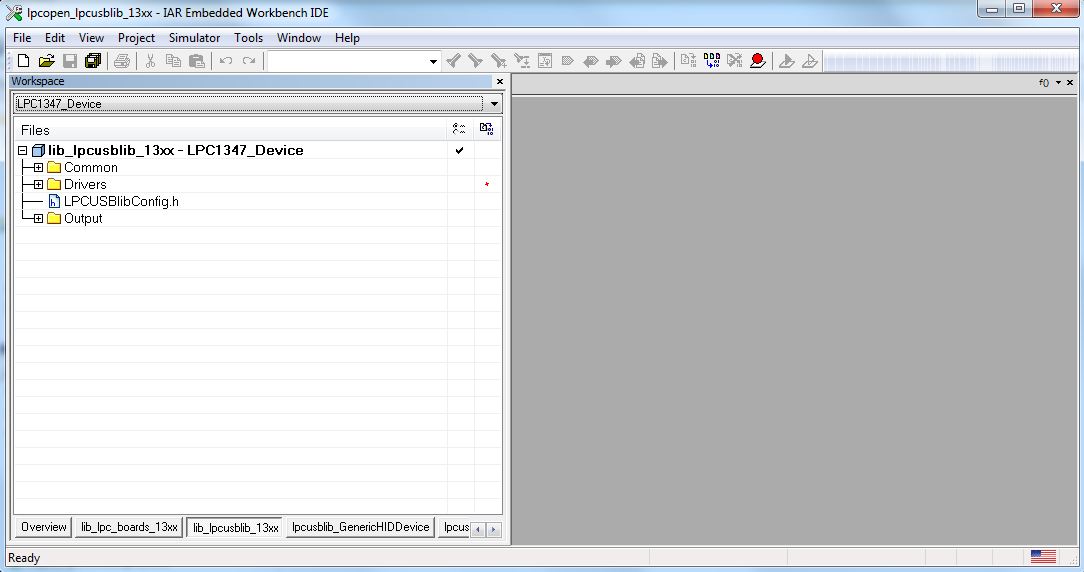 lpcopen_lpcusblib_13xx - IAR Embedded Workbench IDE
File Edit View Project Simulator Tools Window Help
Workspace
f()
LPC1347_Device
Files
lib_lpcusblib_13xx - LPC1347_Device
Common
Drivers
LPCUSBlibConfig.h
Output
Overview lib_lpc_boards_13xx lib_lpcusblib_13xx lpcusblib_GenericHIDDevice lpcus
Ready